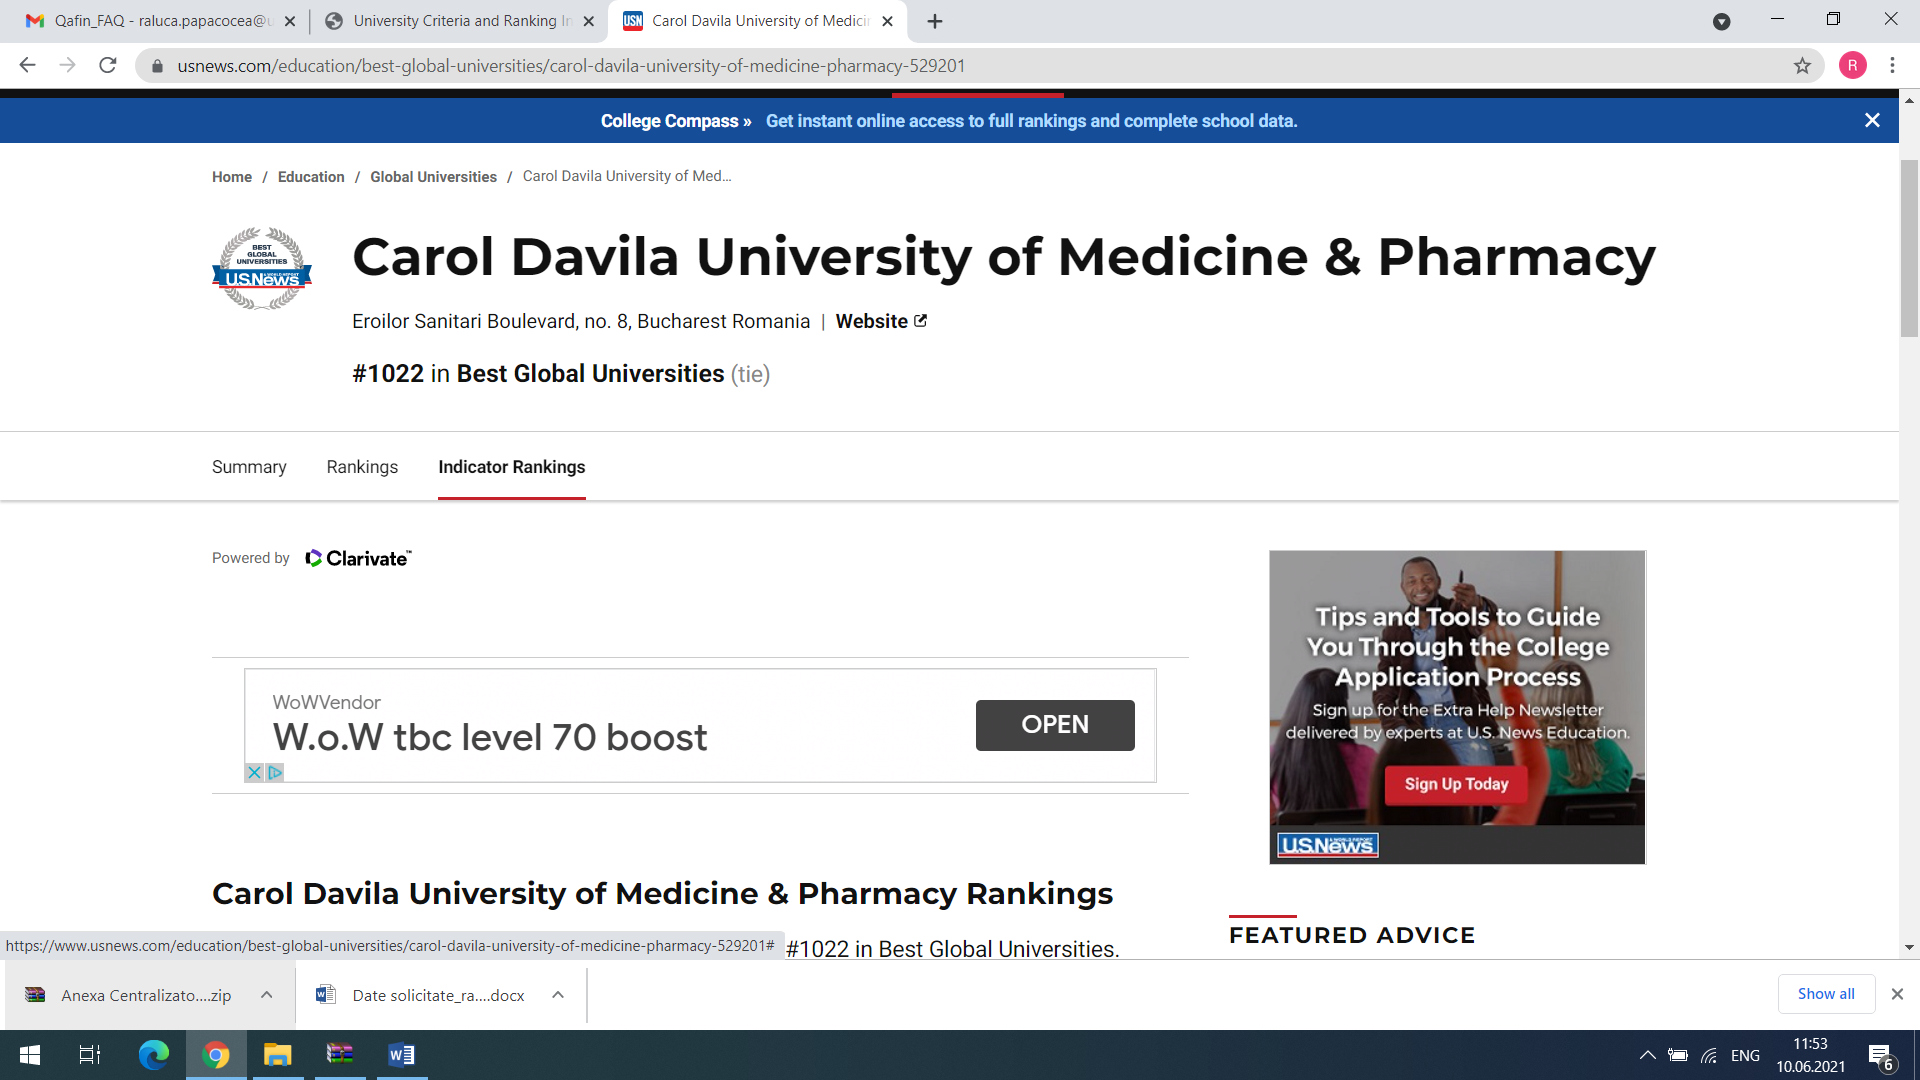 Qafin_FAQ - raluca.papacocea@u
University Criteria and Ranking In
USN Carol Davila University of Medicin
usnews.com/education/best-global-universities/carol-davila-university-of-medicine-pharmacy-529201
R
College Compass » Get instant online access to full rankings and complete school data.
Home / Education / Global Universities / Carol Davila University of Med...
BEST
GLOBAL
UNIVERSITIES
U.S.News
Carol Davila University of Medicine & Pharmacy
Eroilor Sanitari Boulevard, no. 8, Bucharest Romania | Website
#1022 in Best Global Universities (tie)
Summary Rankings Indicator Rankings
Powered by Clarivate™
WoWVendor
W.o.W tbc level 70 boost
OPEN
Tips and Tools to Guide
You Through the College
Application Process
Sign up for the Extra Help Newsletter
delivered by experts at U.S. News Education.
Sign Up Today
U.S.News
Carol Davila University of Medicine & Pharmacy Rankings
FEATURED ADVICE
https://www.usnews.com/education/best-global-universities/carol-davila-university-of-medicine-pharmacy-529201#
#1022 in Best Global Universities.
Anexa Centralizato....zip
Date solicitate_ra....docx
Show all
ENG
11:53
10.06.2021
6